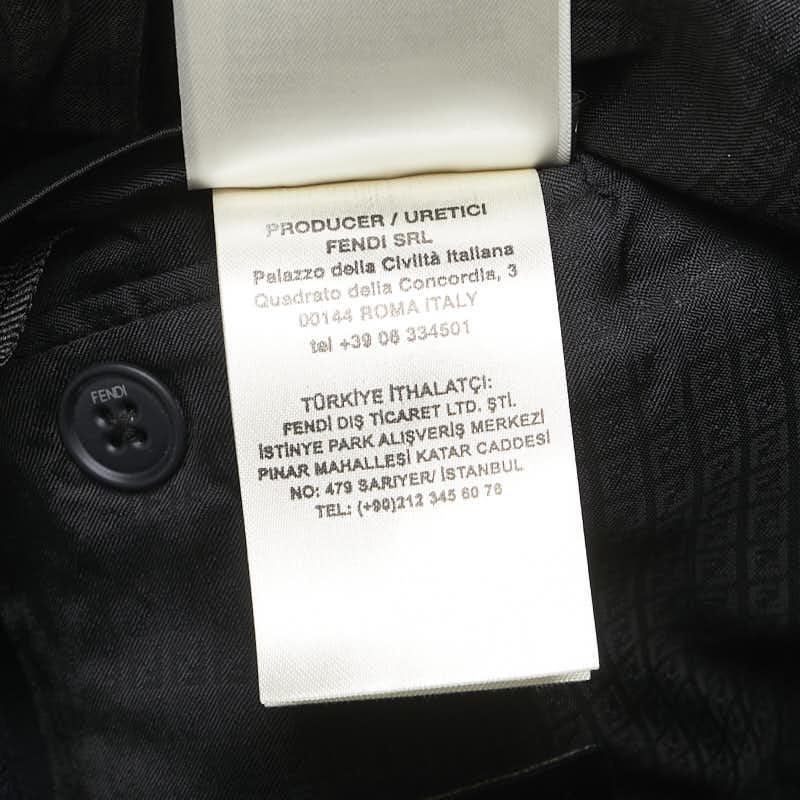 PRODUCER / URETICI
FENDI SRL
Palazzo della Civiltà Italiana
Quadrato della Concordia, 3
00144 ROMA ITALY
tel +39 06 334501
TÜRKİYE İTHALATÇI:
FENDİ DIŞ TİCARET LTD. ŞTİ.
İSTİNYE PARK ALIŞVERİŞ MERKEZİ
PINAR MAHALLESİ KATAR CADDESİ
NO: 479 SARIYER/ İSTANBUL
TEL: (+90)212 345 60 76
FENDI